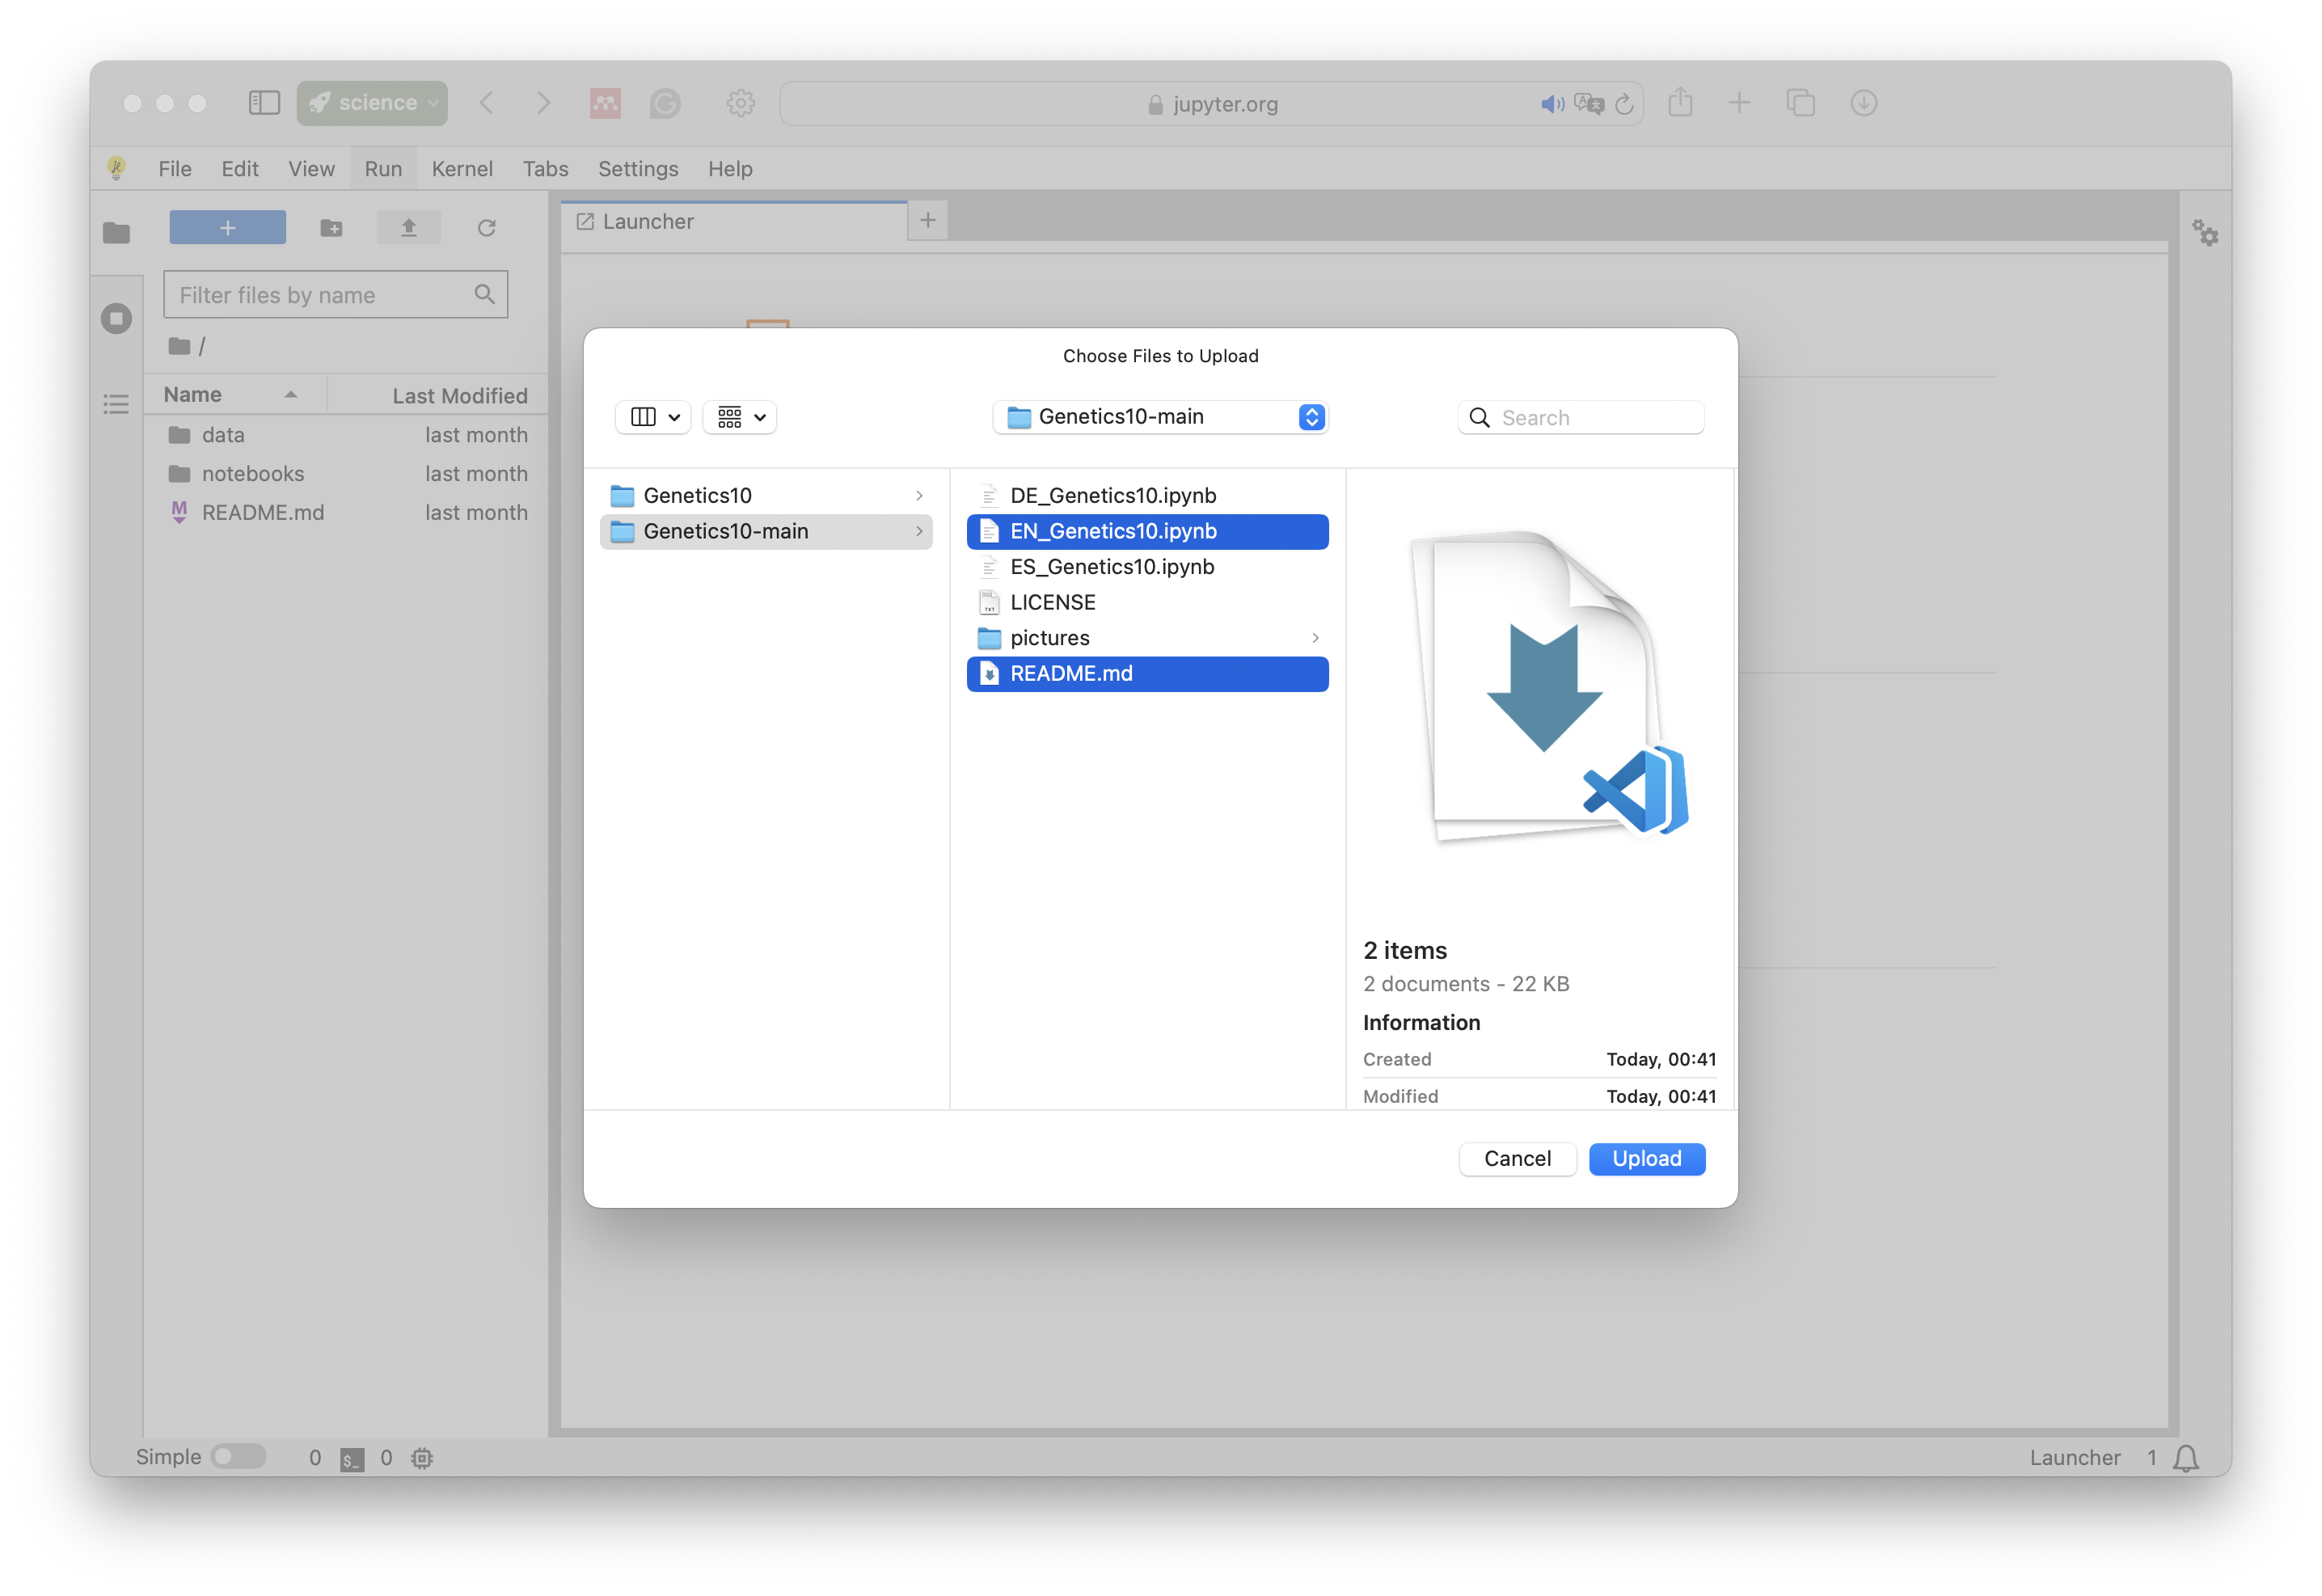 science
jupyter.org
File Edit View Run Kernel Tabs Settings Help
Launcher
Filter files by name
/
Name Last Modified
data last month
notebooks last month
README.md last month
Choose Files to Upload
Genetics10-main
Search
Genetics10
Genetics10-main
DE_Genetics10.ipynb
EN_Genetics10.ipynb
ES_Genetics10.ipynb
LICENSE
pictures
README.md
2 items
2 documents - 22 KB
Information
Created Today, 00:41
Modified Today, 00:41
Cancel Upload
Simple 0 $_ 0 Launcher 1